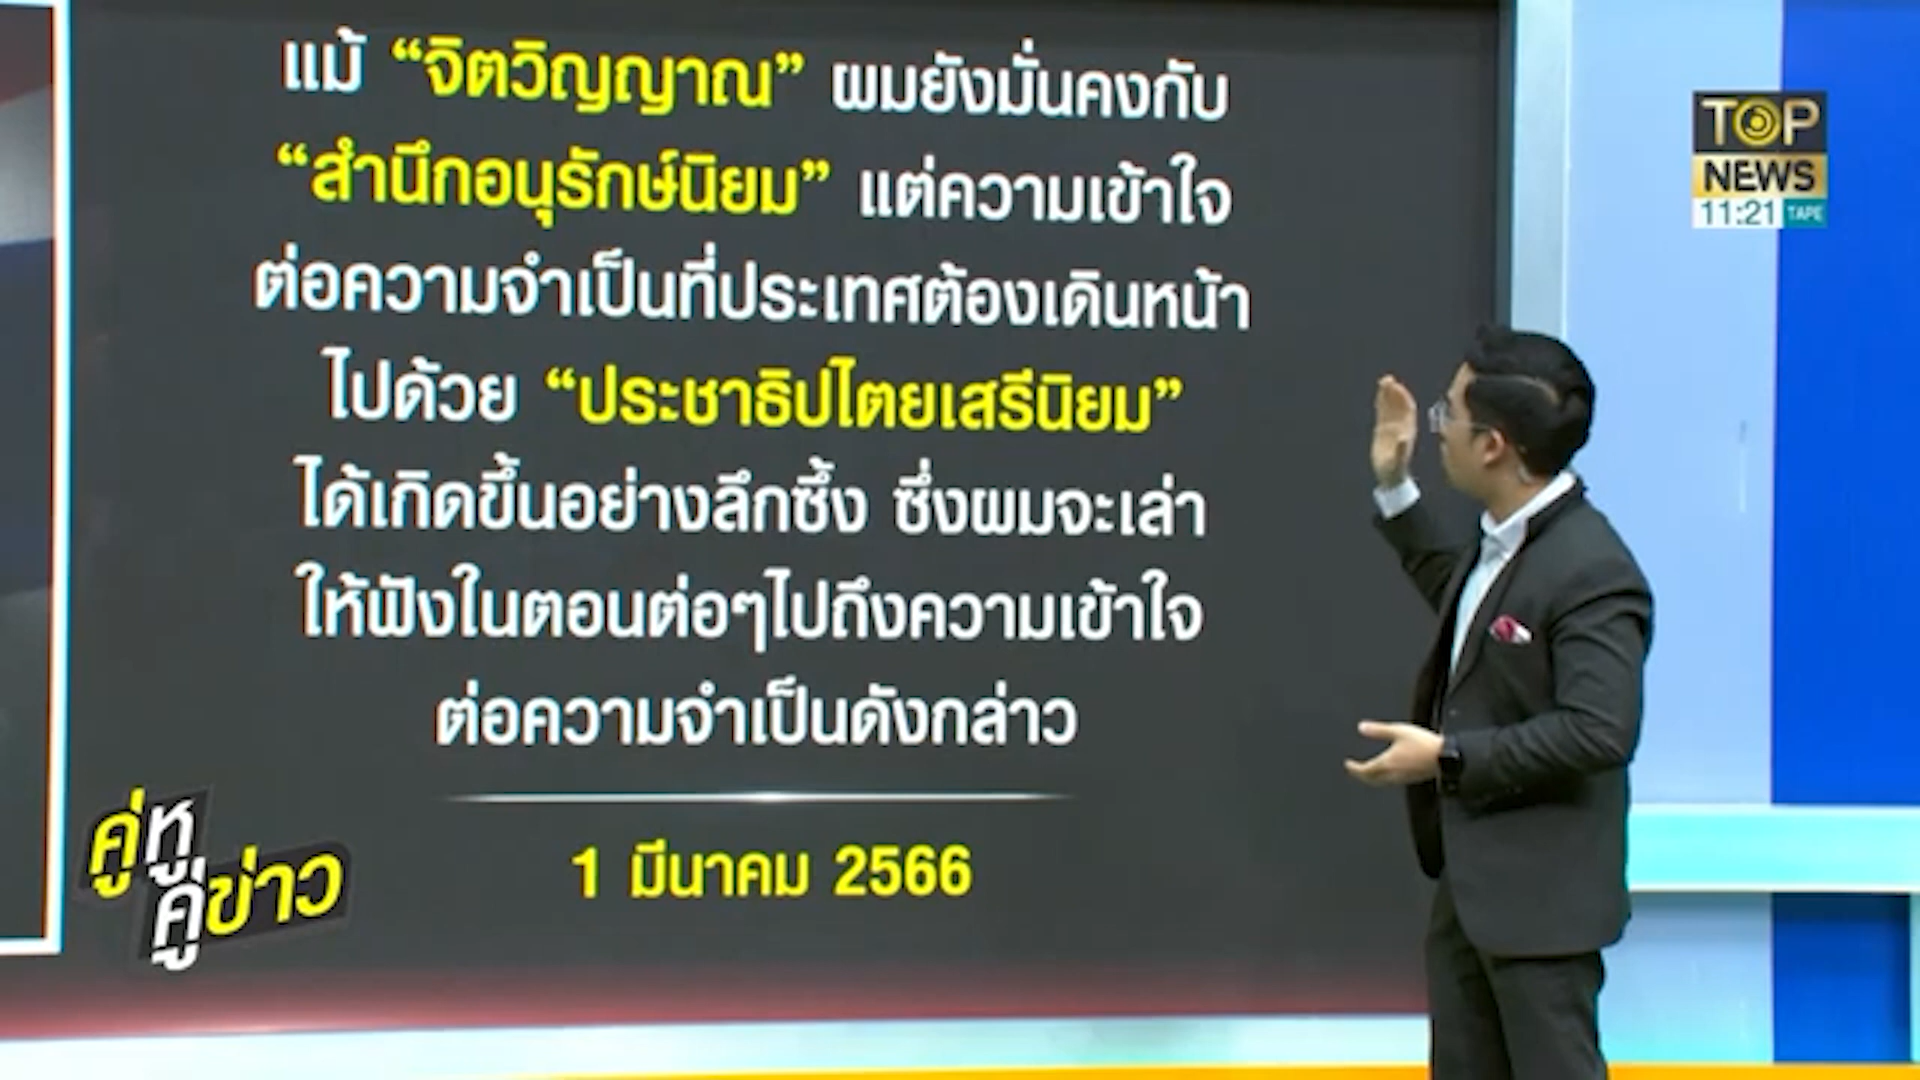 แม้ “จิตวิญญาณ” ผมยังมั่นคงกับ
“สำนึกอนุรักษ์นิยม” แต่ความเข้าใจ
ต่อความจำเป็นที่ประเทศต้องเดินหน้า
ไปด้วย “ประชาธิปไตยเสรีนิยม”
ได้เกิดขึ้นอย่างลึกซึ้ง ซึ่งผมจะเล่า
ให้ฟังในตอนต่อๆไปถึงความเข้าใจ
ต่อความจำเป็นดังกล่าว
1 มีนาคม 2566
คู่หู
คู่ข่าว
TOP
NEWS
11:21 TAPE